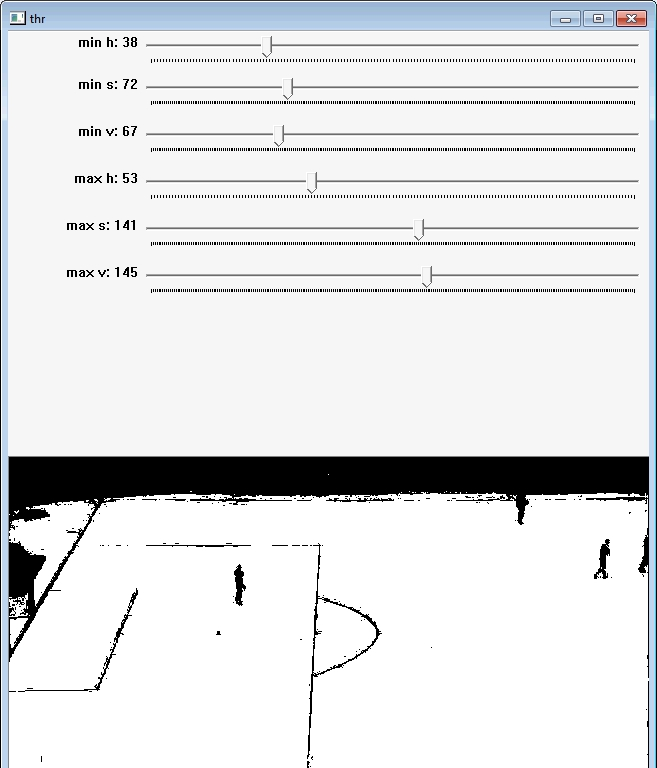 thr
min h: 38
min s: 72
min v: 67
max h: 53
max s: 141
max v: 145